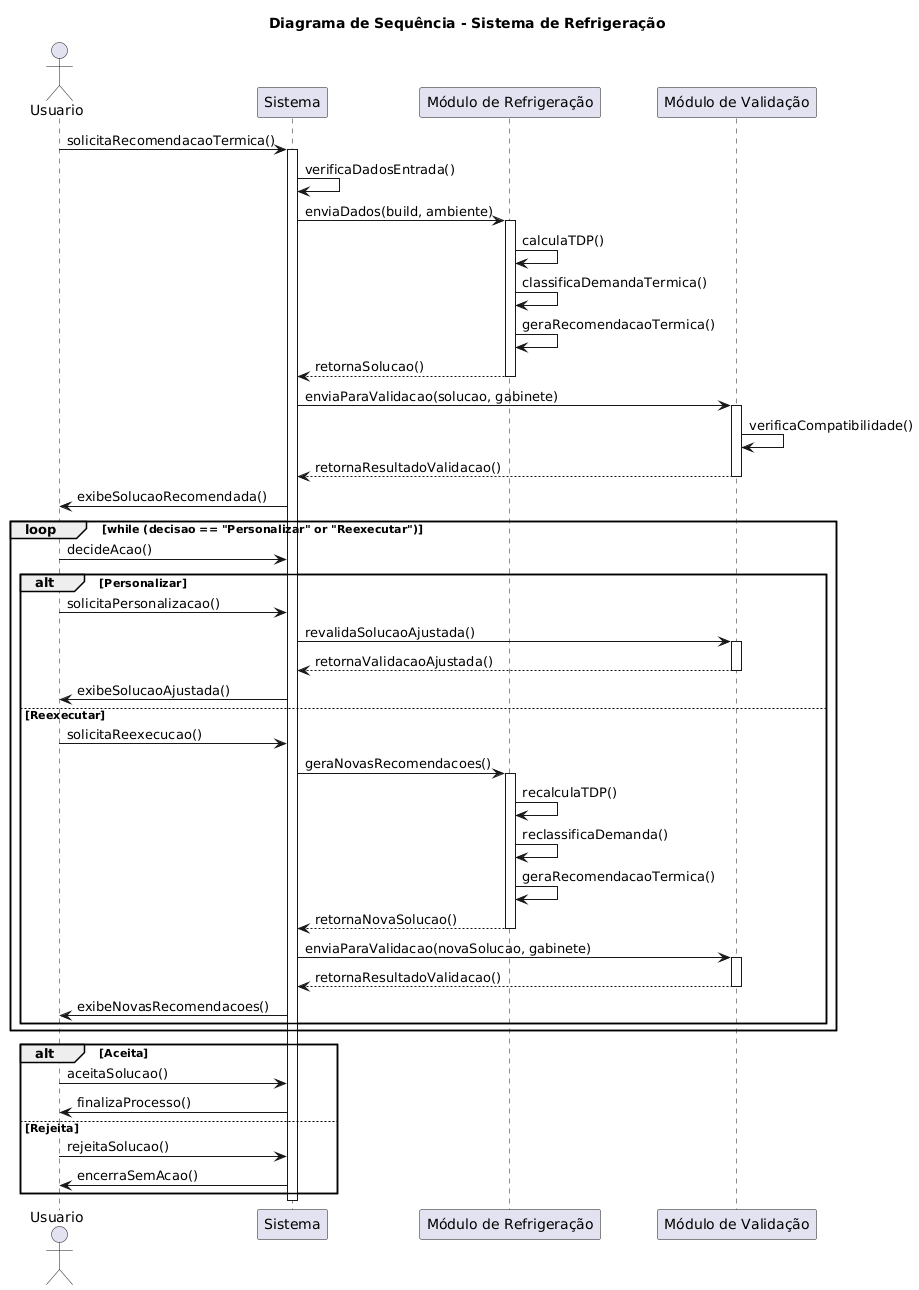 Diagrama de Sequência - Sistema de Refrigeração
Usuario
Sistema
Módulo de Refrigeração
Módulo de Validação
solicitaRecomendacaoTermica()
verificaDadosEntrada()
enviaDados(build, ambiente)
calculaTDP()
classificaDemandaTermica()
geraRecomendacaoTermica()
retornaSolucao()
enviaParaValidacao(solucao, gabinete)
verificaCompatibilidade()
retornaResultadoValidacao()
exibeSolucaoRecomendada()
loop [while (decisao == "Personalizar" or "Reexecutar")]
decideAcao()
alt [Personalizar]
solicitaPersonalizacao()
revalidaSolucaoAjustada()
retornaValidacaoAjustada()
exibeSolucaoAjustada()
[Reexecutar]
solicitaReexecucao()
geraNovasRecomendacoes()
recalculaTDP()
reclassificaDemanda()
geraRecomendacaoTermica()
retornaNovaSolucao()
enviaParaValidacao(novaSolucao, gabinete)
retornaResultadoValidacao()
exibeNovasRecomendacoes()
alt [Aceita]
aceitaSolucao()
finalizaProcesso()
[Rejeita]
rejeitaSolucao()
encerraSemAcao()
Usuario
Sistema
Módulo de Refrigeração
Módulo de Validação